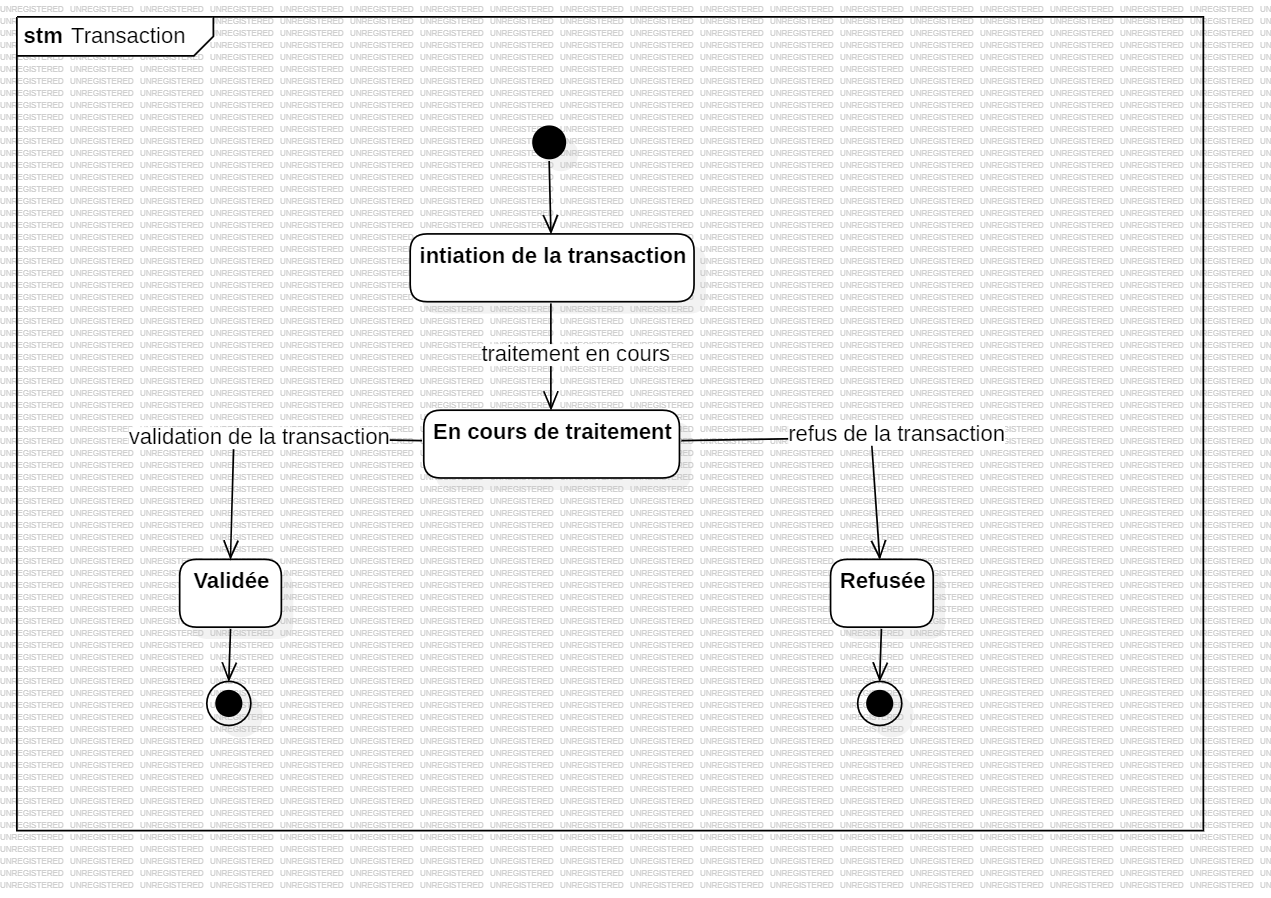 stm Transaction
intiation de la transaction
traitement en cours
En cours de traitement
validation de la transaction
refus de la transaction
Validée
Refusée
UNREGISTERED